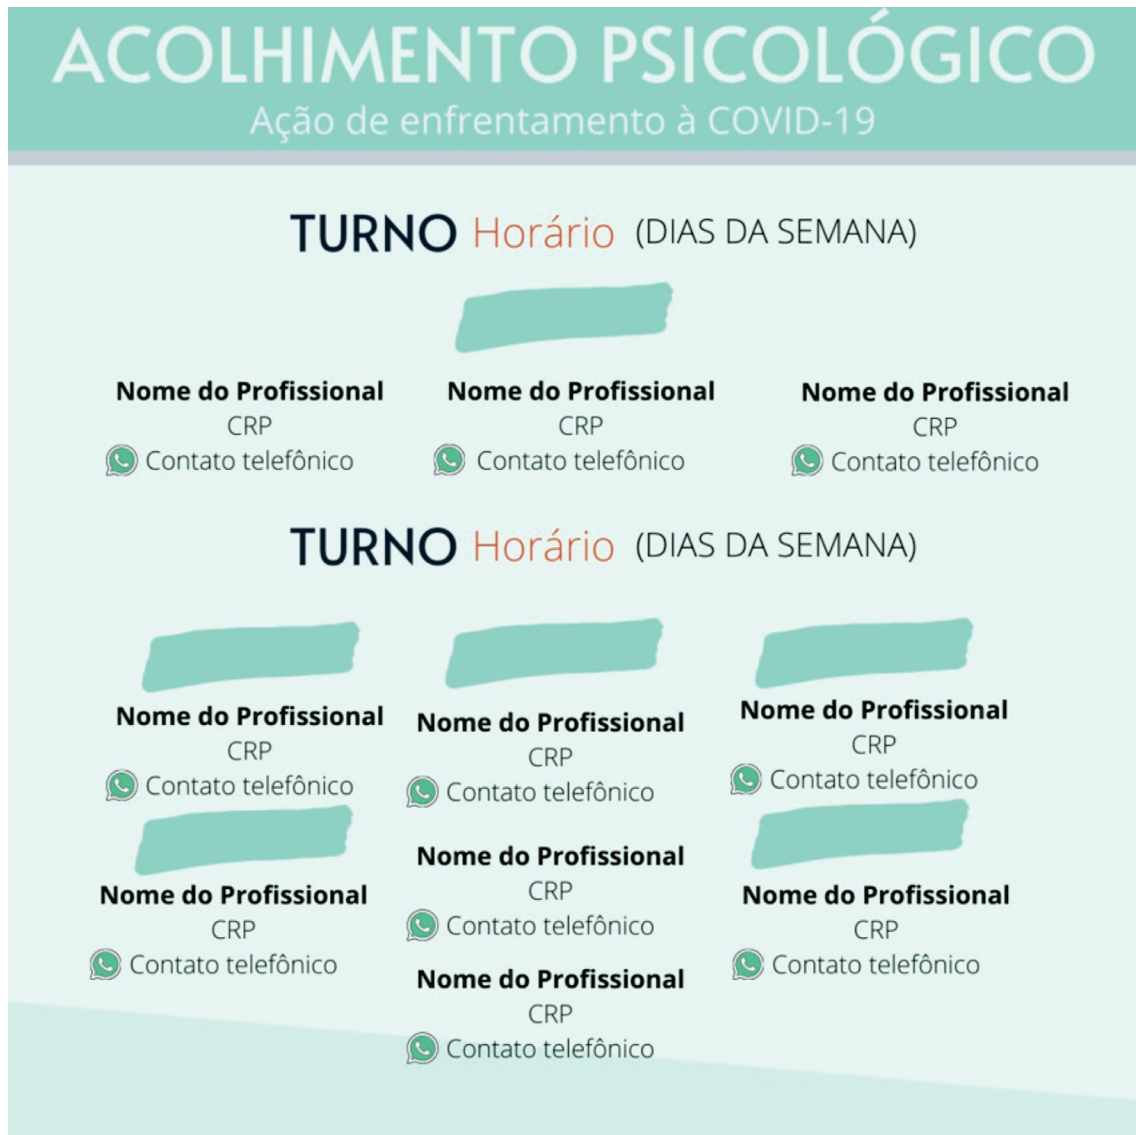 ACOLHIMENTO PSICOLÓGICO
Ação de enfrentamento à COVID-19
TURNO Horário (DIAS DA SEMANA)
Nome do Profissional
CRP
Contato telefônico
Nome do Profissional
CRP
Contato telefônico
Nome do Profissional
CRP
Contato telefônico
TURNO Horário (DIAS DA SEMANA)
Nome do Profissional
CRP
Contato telefônico
Nome do Profissional
CRP
Contato telefônico
Nome do Profissional
CRP
Contato telefônico
Nome do Profissional
CRP
Contato telefônico
Nome do Profissional
CRP
Contato telefônico
Nome do Profissional
CRP
Contato telefônico
Nome do Profissional
CRP
Contato telefônico